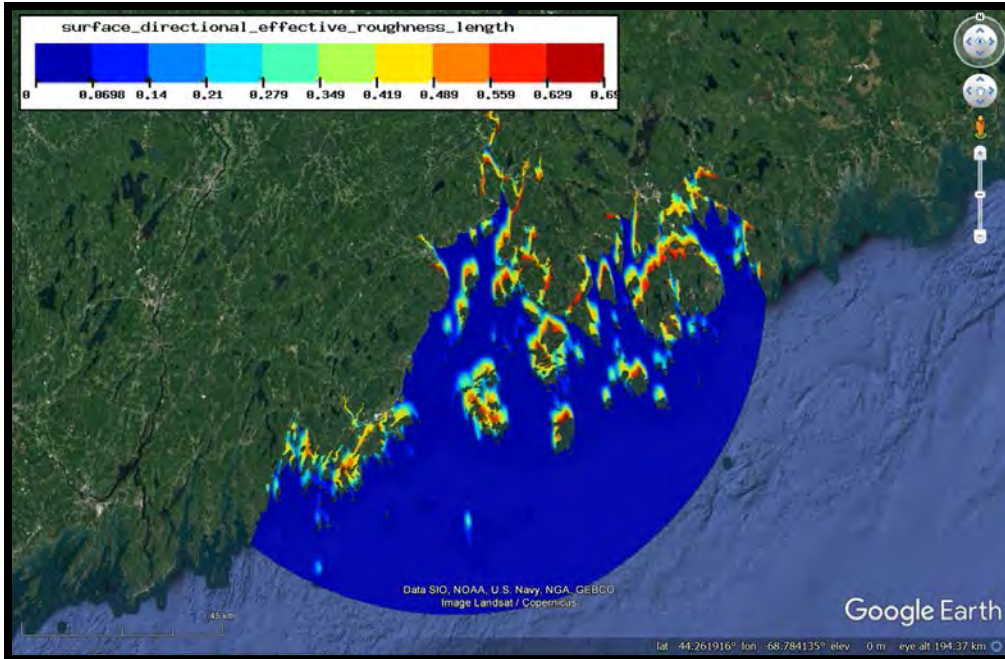 surface_directional_effective_roughness_length
0 0.0698 0.14 0.21 0.279 0.349 0.419 0.489 0.559 0.629 0.69
N
Data SIO, NOAA, U.S. Navy, NGA, GEBCO
Image Landsat / Copernicus
Google Earth
45 km
lat 44.261916° lon -68.784135° elev 0 m eye alt 194.37 km